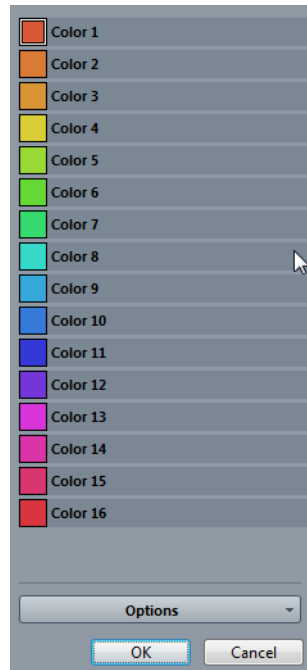 Color 1
Color 2
Color 3
Color 4
Color 5
Color 6
Color 7
Color 8
Color 9
Color 10
Color 11
Color 12
Color 13
Color 14
Color 15
Color 16
Options
OK Cancel